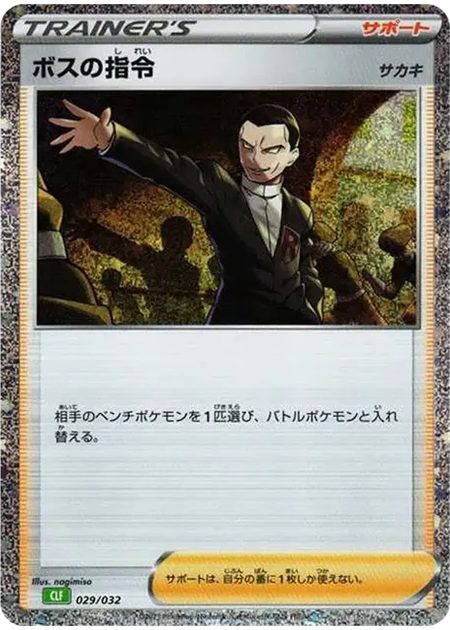 TRAINER'S サポート
ボスの指令
しれい
サカキ
R
相手のベンチポケモンを1匹選び、バトルポケモンと入れ
あいて ぴきえら い
替える。
か
Illus. nagimiso
CLF 029/032
サポートは、自分の番に1枚しか使えない。
じぶん ばん まい つか